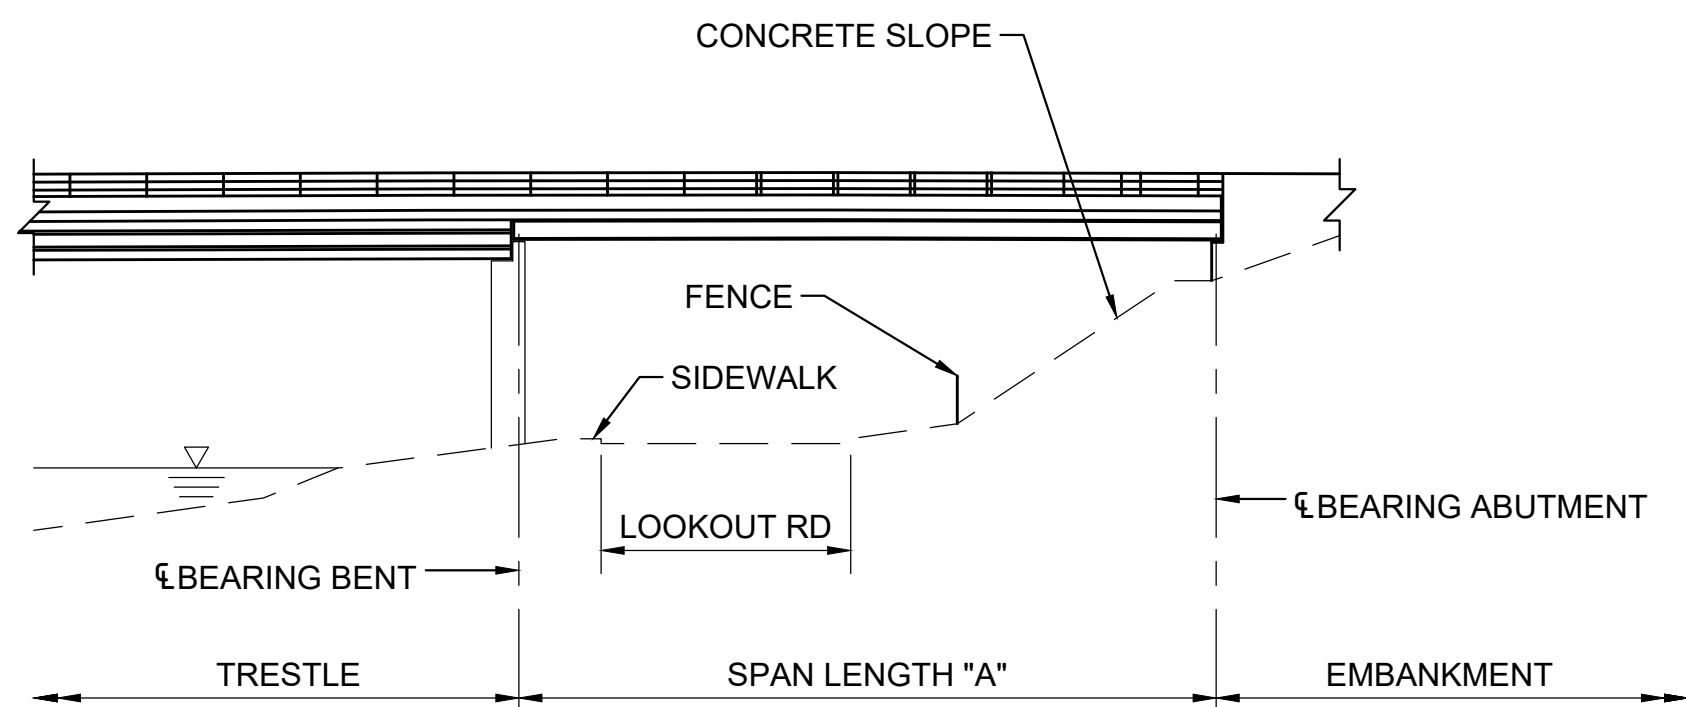 CONCRETE SLOPE
FENCE
SIDEWALK
LOOKOUT RD
℄ BEARING ABUTMENT
℄ BEARING BENT
TRESTLE
SPAN LENGTH "A"
EMBANKMENT